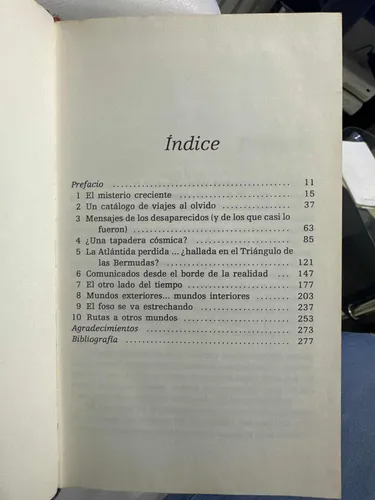 Índice
Prefacio ........................................ 11
1 El misterio creciente ........................................ 15
2 Un catálogo de viajes al olvido .................... 37
3 Mensajes de los desaparecidos (y de los que casi lo
fueron) ........................................ 63
4 ¿Una tapadera cósmica? .............................. 85
5 La Atlántida perdida ... ¿hallada en el Triángulo de
las Bermudas? ........................................ 121
6 Comunicados desde el borde de la realidad ... 147
7 El otro lado del tiempo .............................. 177
8 Mundos exteriores... mundos interiores ....... 203
9 El foso se va estrechando .............................. 237
10 Rutas a otros mundos .............................. 253
Agradecimientos ........................................ 273
Bibliografía ........................................ 277